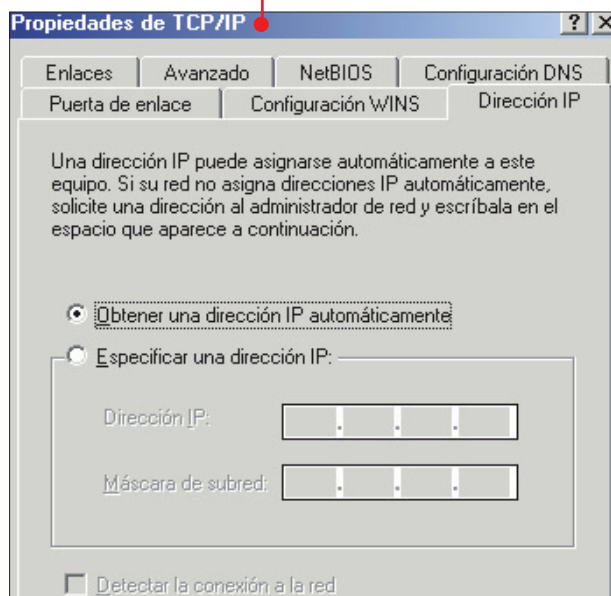 Propiedades de TCP/IP
Enlaces Avanzado NetBIOS Configuración DNS
Puerta de enlace Configuración WINS Dirección IP
Una dirección IP puede asignarse automáticamente a este
equipo. Si su red no asigna direcciones IP automáticamente,
solicite una dirección al administrador de red y escríbala en el
espacio que aparece a continuación.
Obtener una dirección IP automáticamente
Especificar una dirección IP:
Dirección IP:
Máscara de subred:
Detectar la conexión a la red